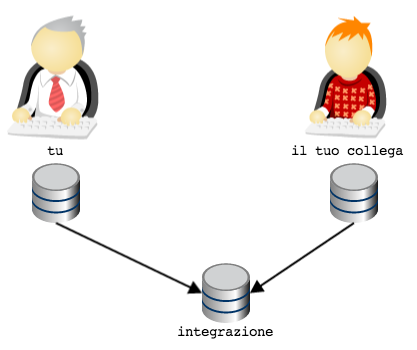 tu
il tuo collega
integrazione